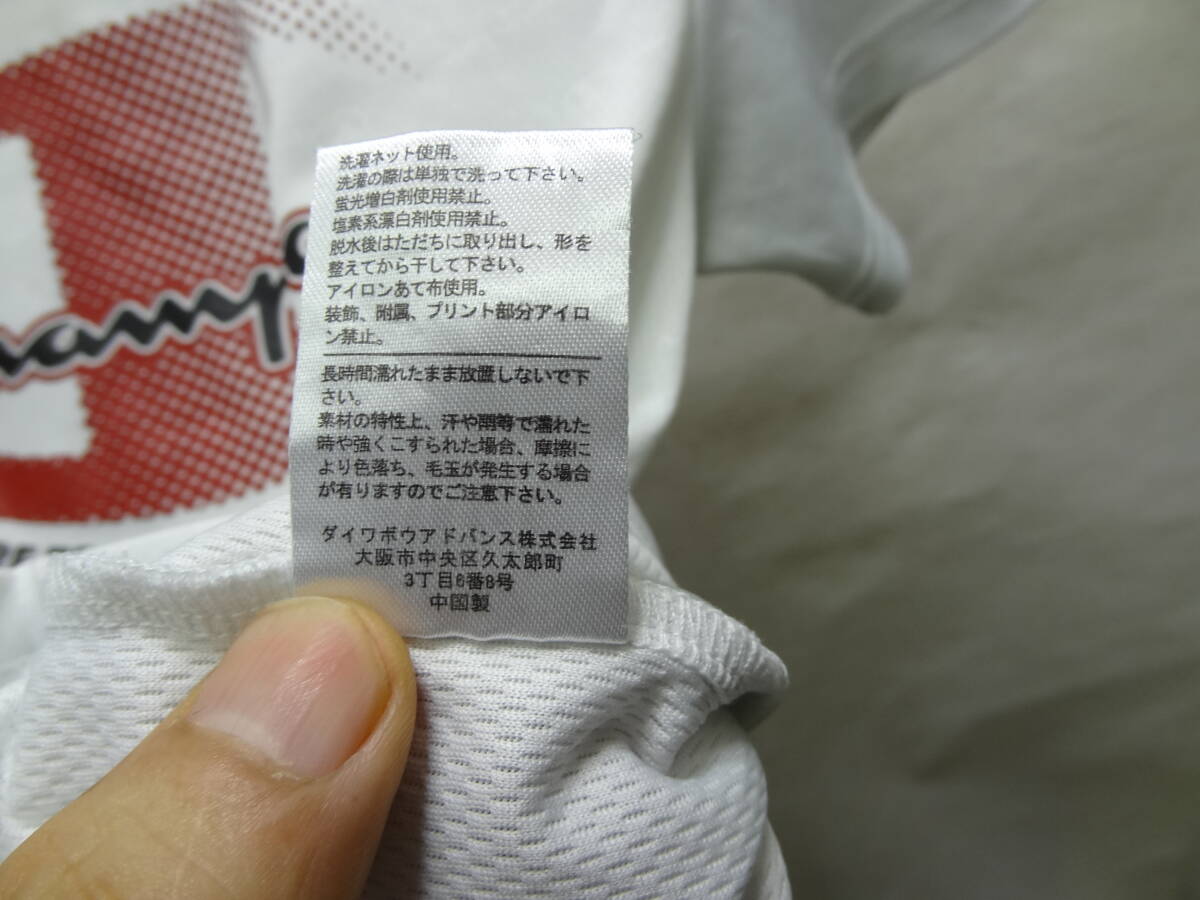 洗濯ネット使用。
洗濯の際は単独で洗って下さい。
蛍光増白剤使用禁止。
塩素系漂白剤使用禁止。
脱水後はただちに取り出し、形を
整えてから干して下さい。
アイロンあて布使用。
装飾、附属、プリント部分アイロ
ン禁止。
長時間濡れたまま放置しないで下
さい。
素材の特性上、汗や雨等で濡れた
時や強くこすられた場合、摩擦に
より色落ち、毛玉が発生する場合
が有りますのでご注意下さい。
ダイワボウアドバンス株式会社
大阪市中央区久太郎町
3丁目6番8号
中国製
hamp